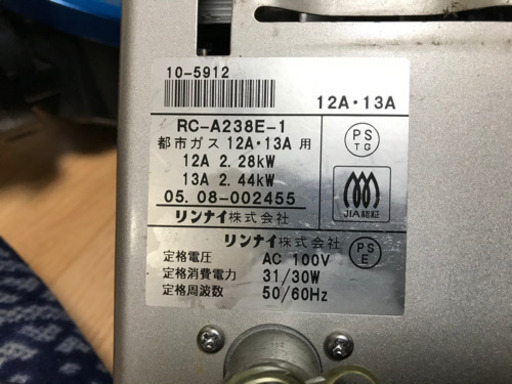 10-5912
12A・13A
RC-A238E-1
都市ガス 12A・13A 用
12A 2.28kW
13A 2.44kW
05.08-002455
リンナイ株式会社
PS
TG
JIA認証
リンナイ株式会社
定格電圧 AC 100V
定格消費電力 31/30W
定格周波数 50/60Hz
PS
E